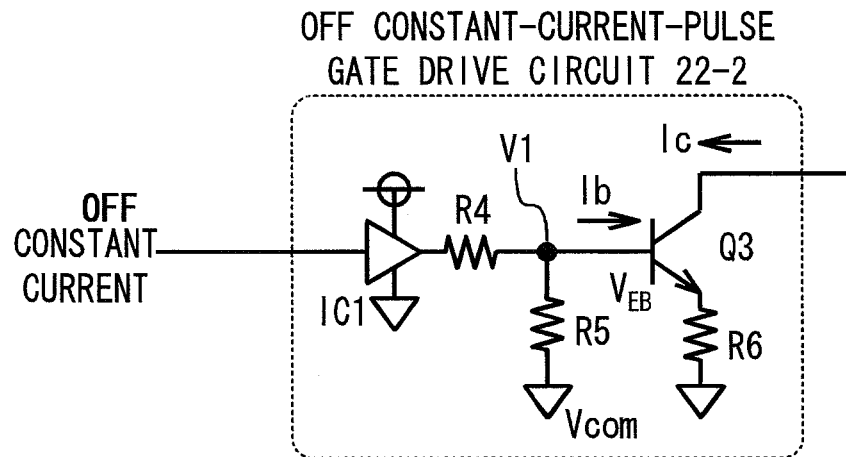 OFF CONSTANT-CURRENT-PULSE
GATE DRIVE CIRCUIT 22-2
V1
Ic
Ib
R4
OFF
CONSTANT
CURRENT
Q3
VEB
IC1
R5
R6
Vcom